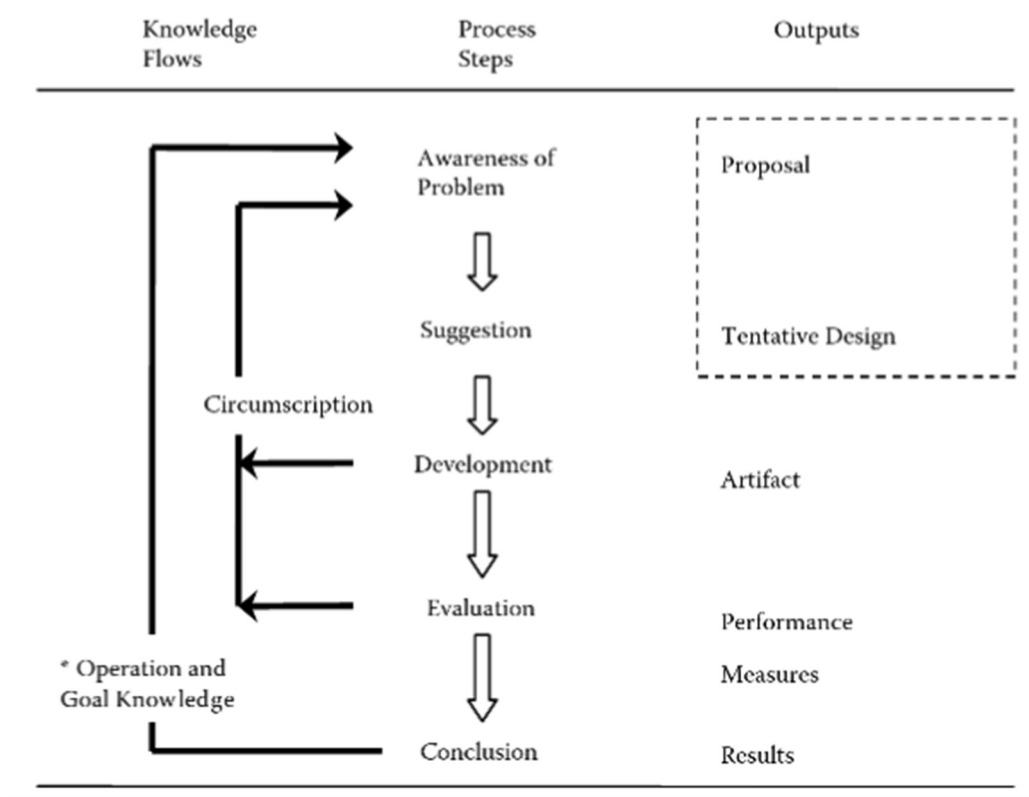 Knowledge
Flows
Process
Steps
Outputs
Awareness of
Problem
Proposal
Suggestion
Tentative Design
Circumscription
Development
Artifact
Evaluation
Performance
* Operation and
Goal Knowledge
Measures
Conclusion
Results